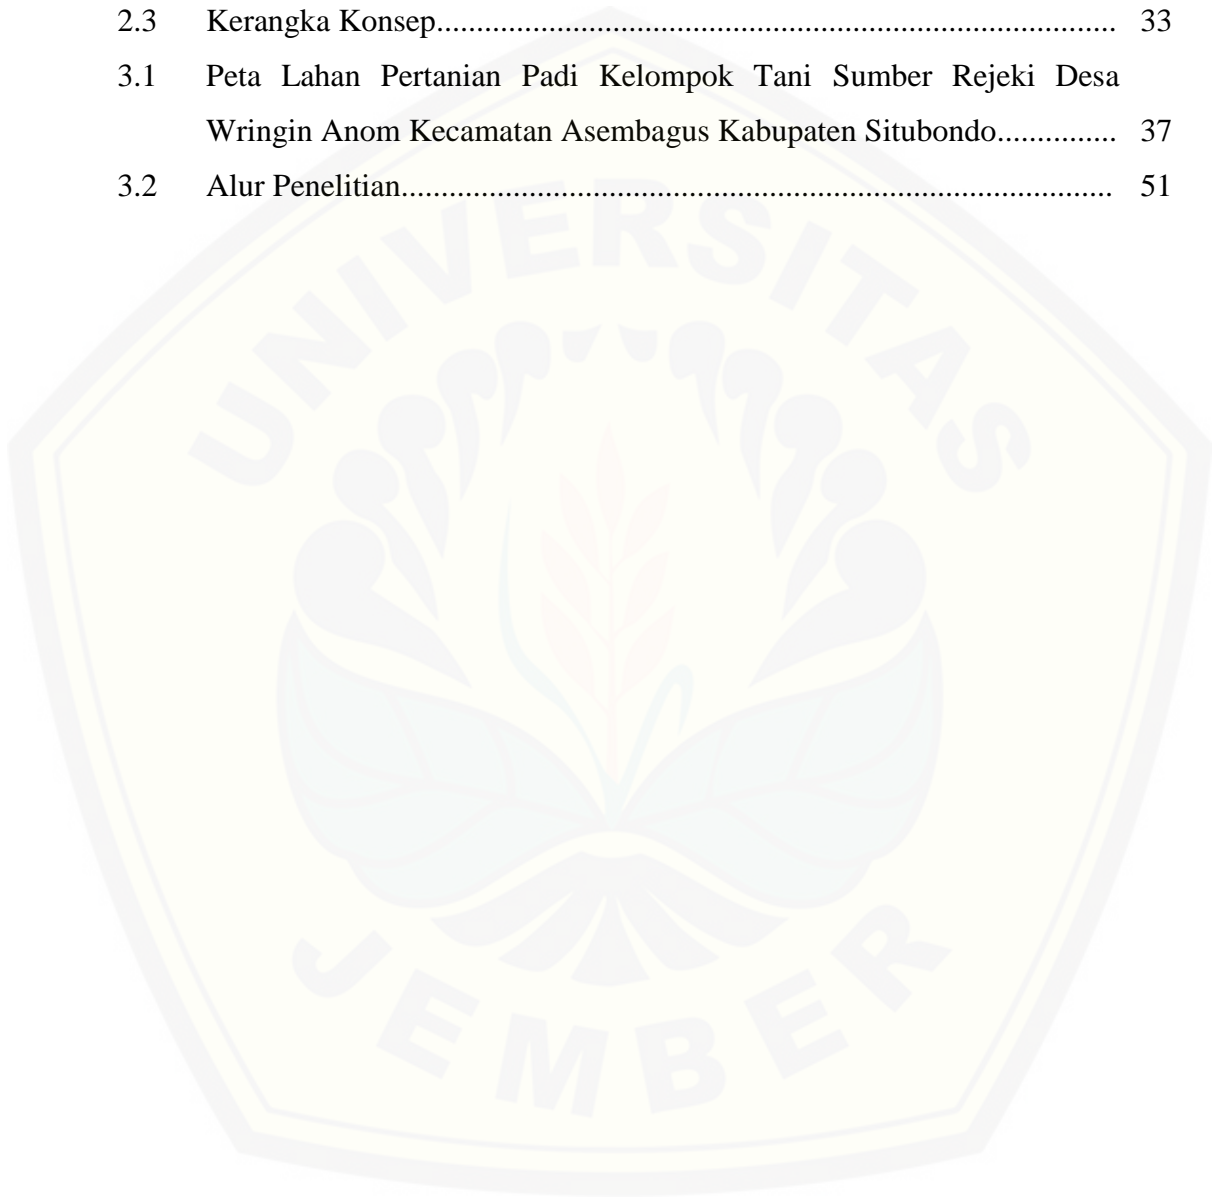 2.3 Kerangka Konsep..................................................................................... 33
3.1 Peta Lahan Pertanian Padi Kelompok Tani Sumber Rejeki Desa
Wringin Anom Kecamatan Asembagus Kabupaten Situbondo............... 37
3.2 Alur Penelitian......................................................................................... 51
UNIVERSITAS
JEMBER